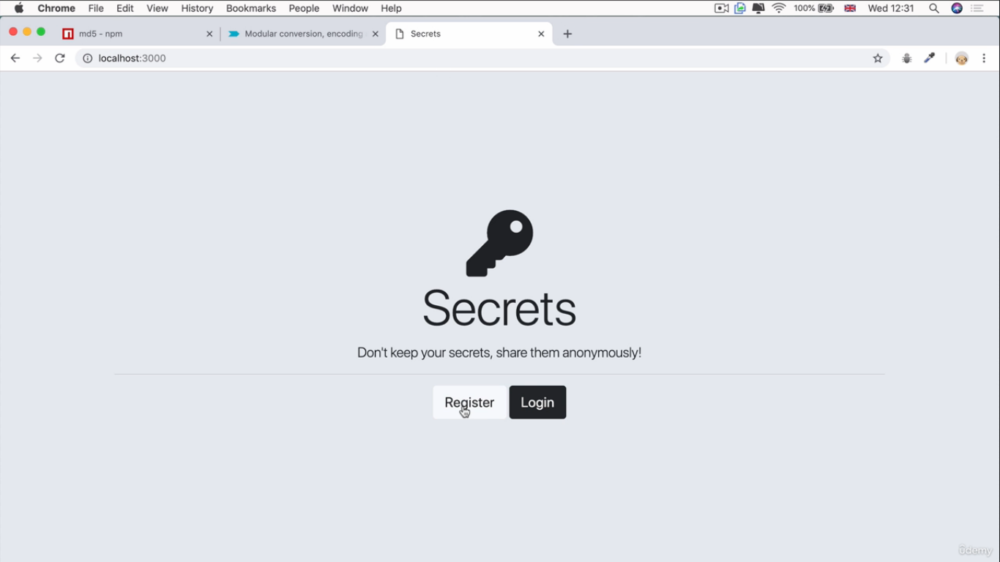 Chrome File Edit View History Bookmarks People Window Help 100% Wed 12:31
md5 - npm Modular conversion, encoding Secrets
localhost:3000
Secrets
Don't keep your secrets, share them anonymously!
Register Login
ûdemy